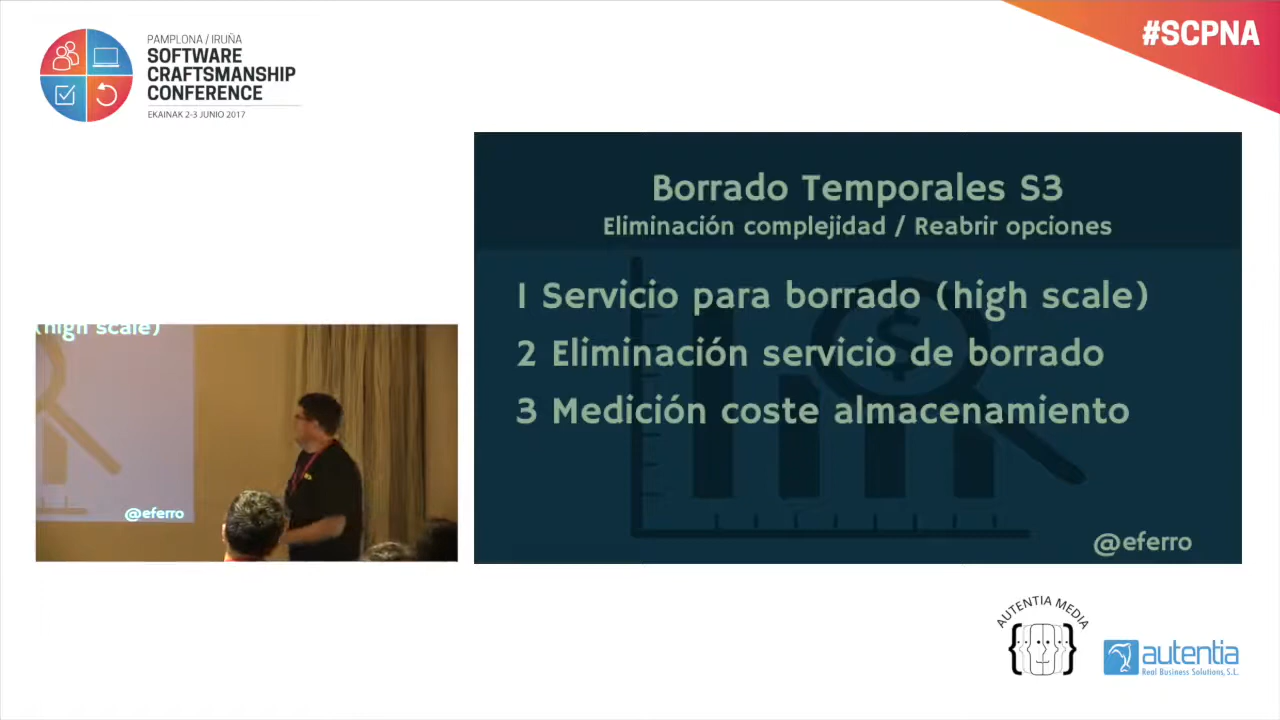 PAMPLONA / IRUÑA
SOFTWARE
CRAFTSMANSHIP
CONFERENCE
EKAINAK 2-3 JUNIO 2017
#SCPNA
Borrado Temporales S3
Eliminación complejidad / Reabrir opciones
1 Servicio para borrado (high scale)
2 Eliminación servicio de borrado
3 Medición coste almacenamiento
@eferro
(high scale)
@eferro
AUTENTIA MEDIA
autentia
Real Business Solutions, S.L.